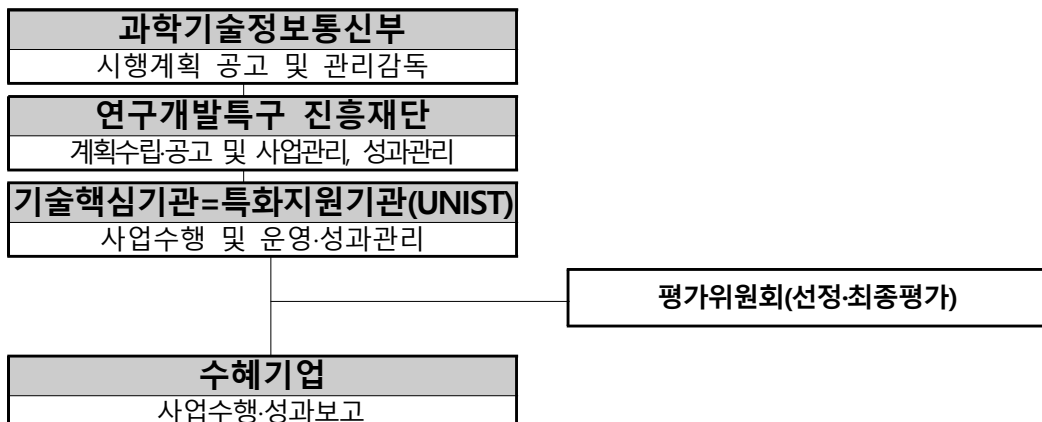 과학기술정보통신부
시행계획 공고 및 관리감독
연구개발특구 진흥재단
계획수립·공고 및 사업관리, 성과관리
기술핵심기관=특화지원기관(UNIST)
사업수행 및 운영·성과관리
평가위원회(선정·최종평가)
수혜기업
사업수행·성과보고